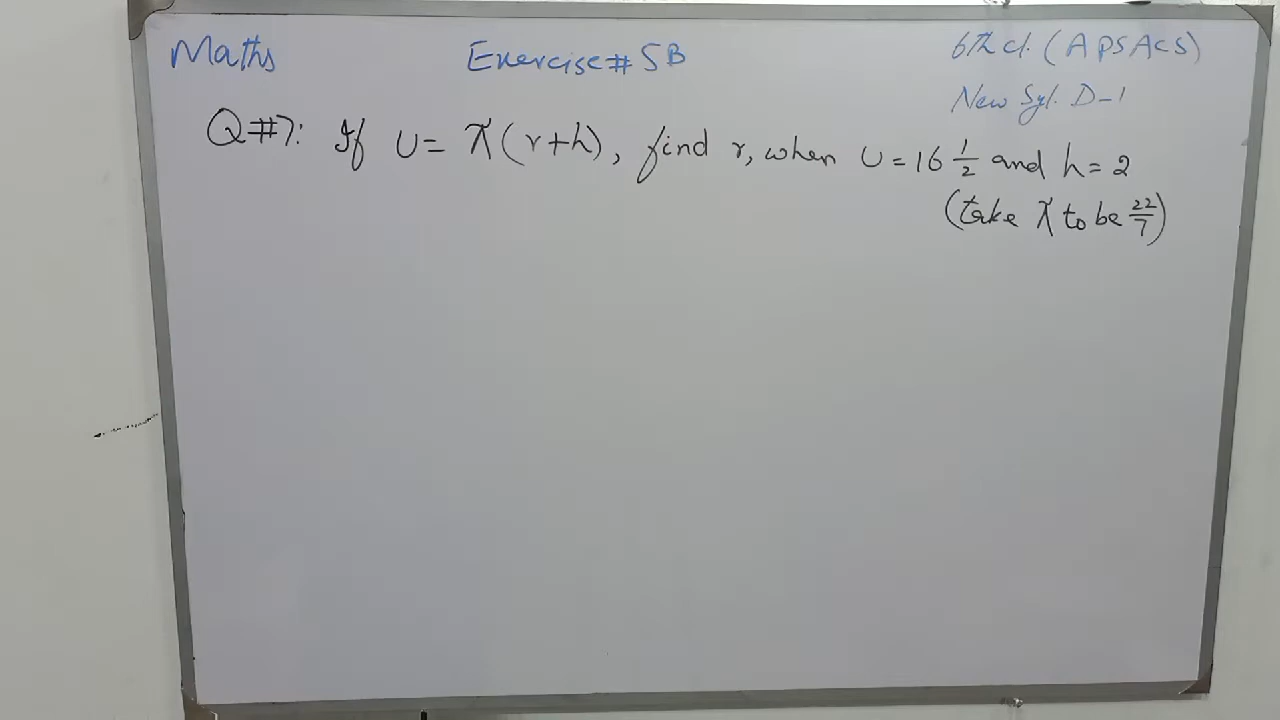 Maths Exercise # 5B 6th cl. (APSACS)
New Syl. D-1
Q#7: If U = π(r+h), find r, when U = 16 1/2 and h = 2
(take π to be 22/7)